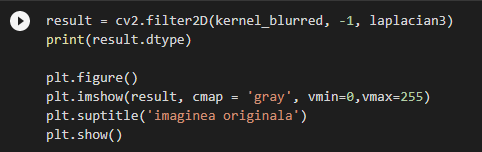 result = cv2.filter2D(kernel_blurred, -1, laplacian3)
print(result.dtype)
plt.figure()
plt.imshow(result, cmap = 'gray', vmin=0,vmax=255)
plt.suptitle('imaginea originala')
plt.show()